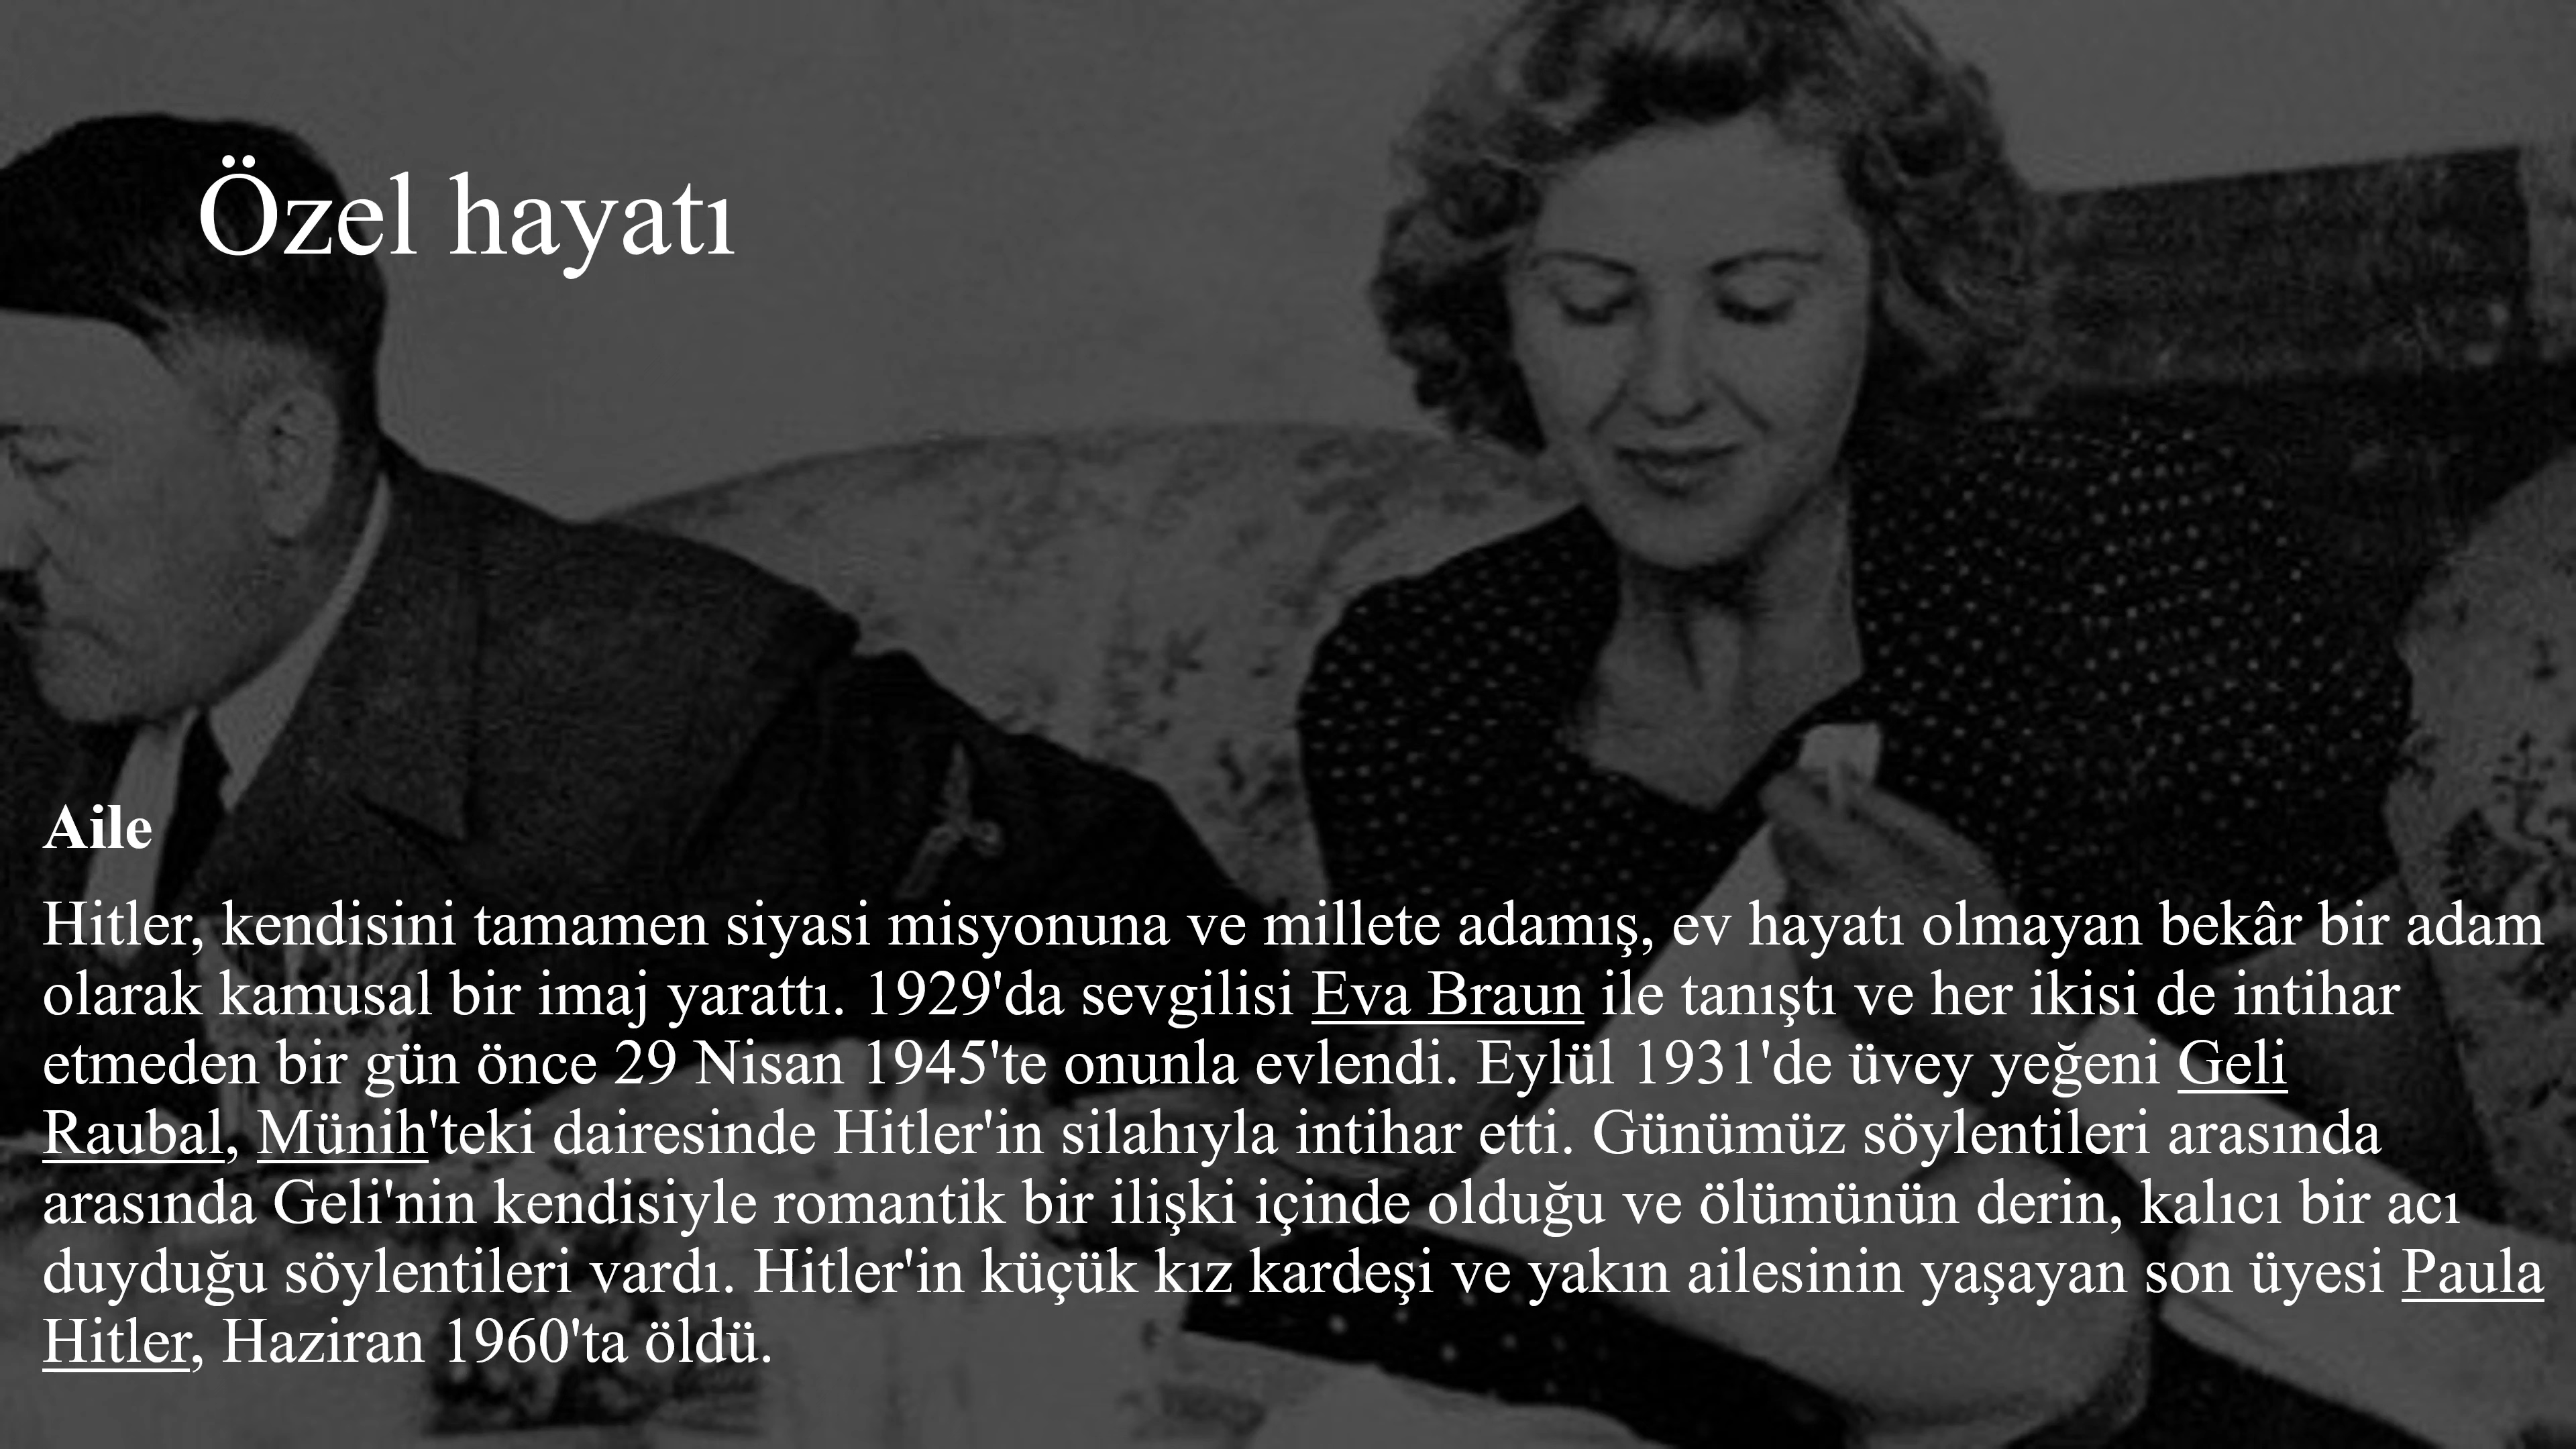 Özel hayatı
Aile
Hitler, kendisini tamamen siyasi misyonuna ve millete adamış, ev hayatı olmayan bekâr bir adam
olarak kamusal bir imaj yarattı. 1929'da sevgilisi Eva Braun ile tanıştı ve her ikisi de intihar
etmeden bir gün önce 29 Nisan 1945'te onunla evlendi. Eylül 1931'de üvey yeğeni Geli
Raubal, Münih'teki dairesinde Hitler'in silahıyla intihar etti. Günümüz söylentileri arasında
arasında Geli'nin kendisiyle romantik bir ilişki içinde olduğu ve ölümünün derin, kalıcı bir acı
duyduğu söylentileri vardı. Hitler'in küçük kız kardeşi ve yakın ailesinin yaşayan son üyesi Paula
Hitler, Haziran 1960'ta öldü.